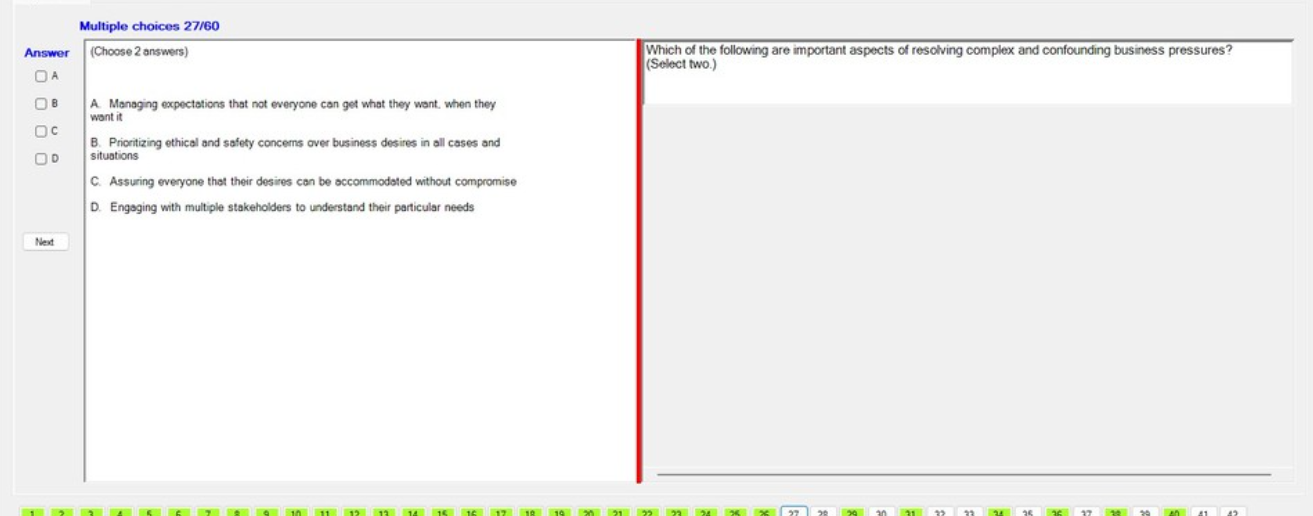 Multiple choices 27/60
Answer
A
B
C
D
Next
(Choose 2 answers)
A. Managing expectations that not everyone can get what they want, when they
want it
B. Prioritizing ethical and safety concerns over business desires in all cases and
situations
C. Assuring everyone that their desires can be accommodated without compromise
D. Engaging with multiple stakeholders to understand their particular needs
Which of the following are important aspects of resolving complex and confounding business pressures?
(Select two.)
1 2 3 4 5 6 7 8 9 10 11 12 13 14 15 16 17 18 19 20 21 22 23 24 25 26 27 28 29 30 31 32 33 34 35 36 37 38 39 40 41 42